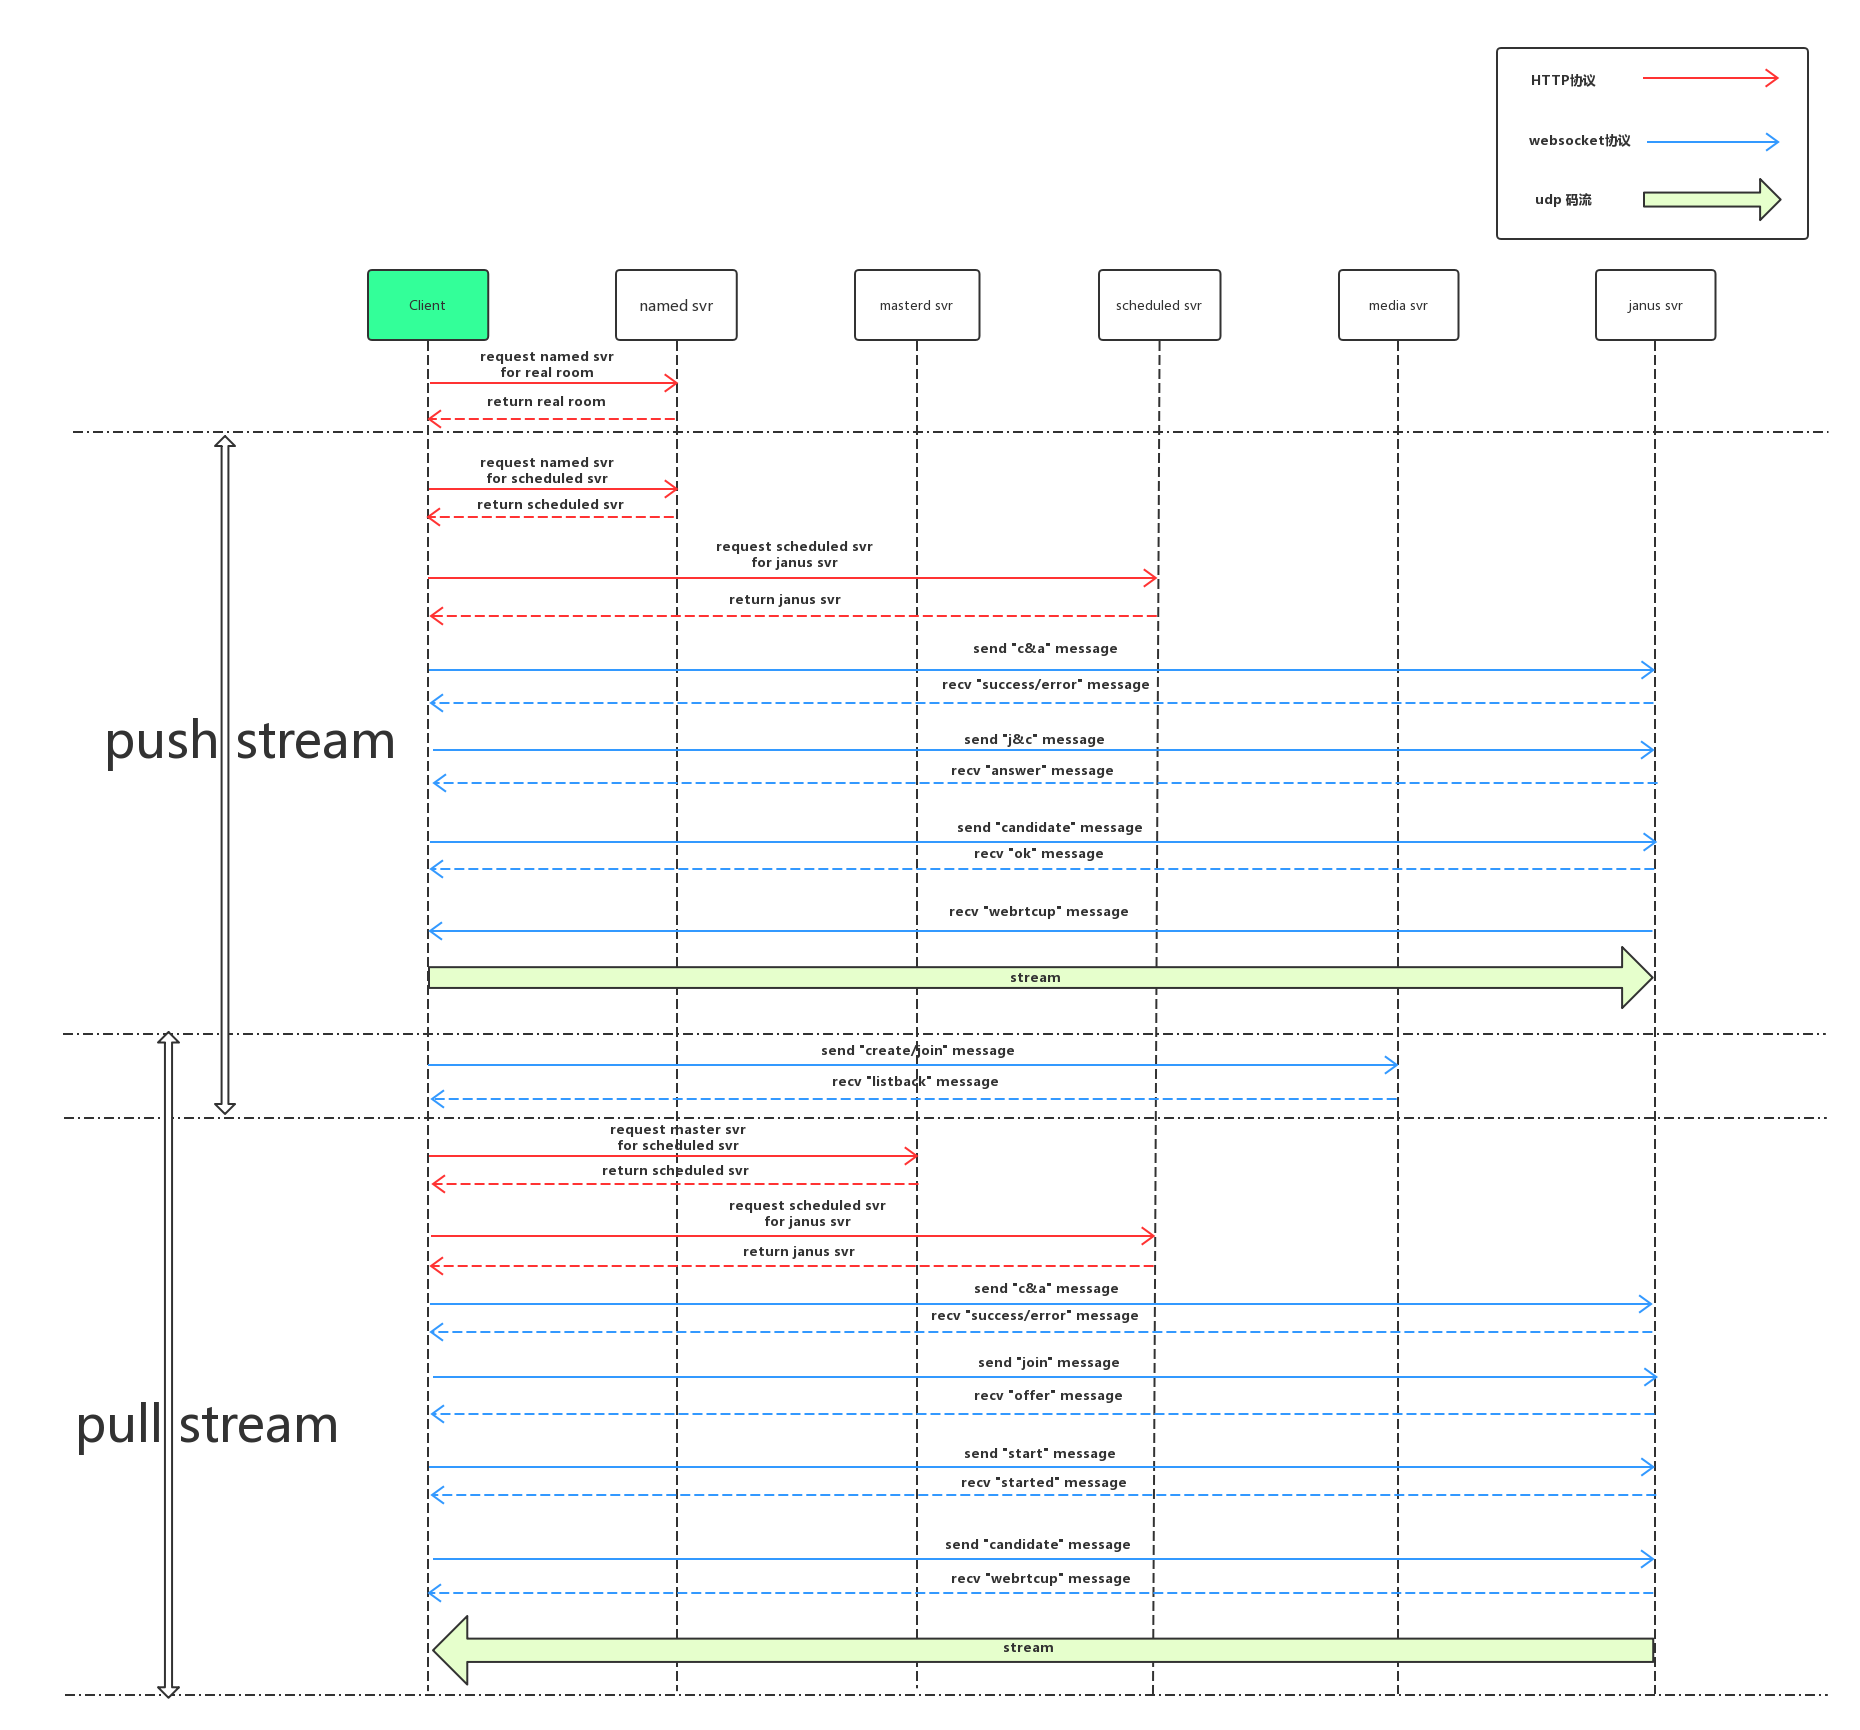 HTTP协议
websocket协议
udp 码流
Client
named svr
masterd svr
scheduled svr
media svr
janus svr
request named svr
for real room
return real room
request named svr
for scheduled svr
return scheduled svr
request scheduled svr
for janus svr
return janus svr
send "c&a" message
recv "success/error" message
push stream
send "j&c" message
recv "answer" message
send "candidate" message
recv "ok" message
recv "webrtcup" message
stream
send "create/join" message
recv "listback" message
request master svr
for scheduled svr
return scheduled svr
request scheduled svr
for janus svr
return janus svr
send "c&a" message
recv "success/error" message
send "join" message
recv "offer" message
pull stream
send "start" message
recv "started" message
send "candidate" message
recv "webrtcup" message
stream